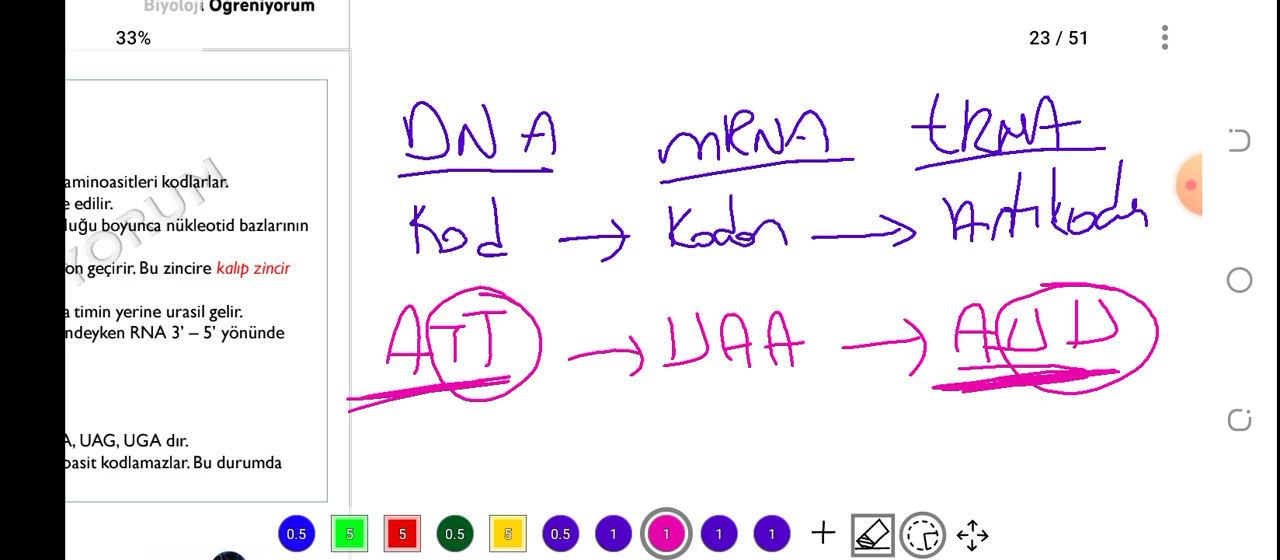 Biyoloji Öğreniyorum
33%
23 / 51
YORUM
aminoasitleri kodlarlar.
e edilir.
luğu boyunca nükleotid bazlarının
on geçirir. Bu zincire kalıp zincir
a timin yerine urasil gelir.
ndeyken RNA 3’ – 5’ yönünde
A, UAG, UGA dır.
oasit kodlamazlar. Bu durumda
DNA mRNA tRNA
Kod → Kodon → Antikodon
ATT → UAA → AUU
0.5 5 5 0.5 5 0.5 1 1 1 1